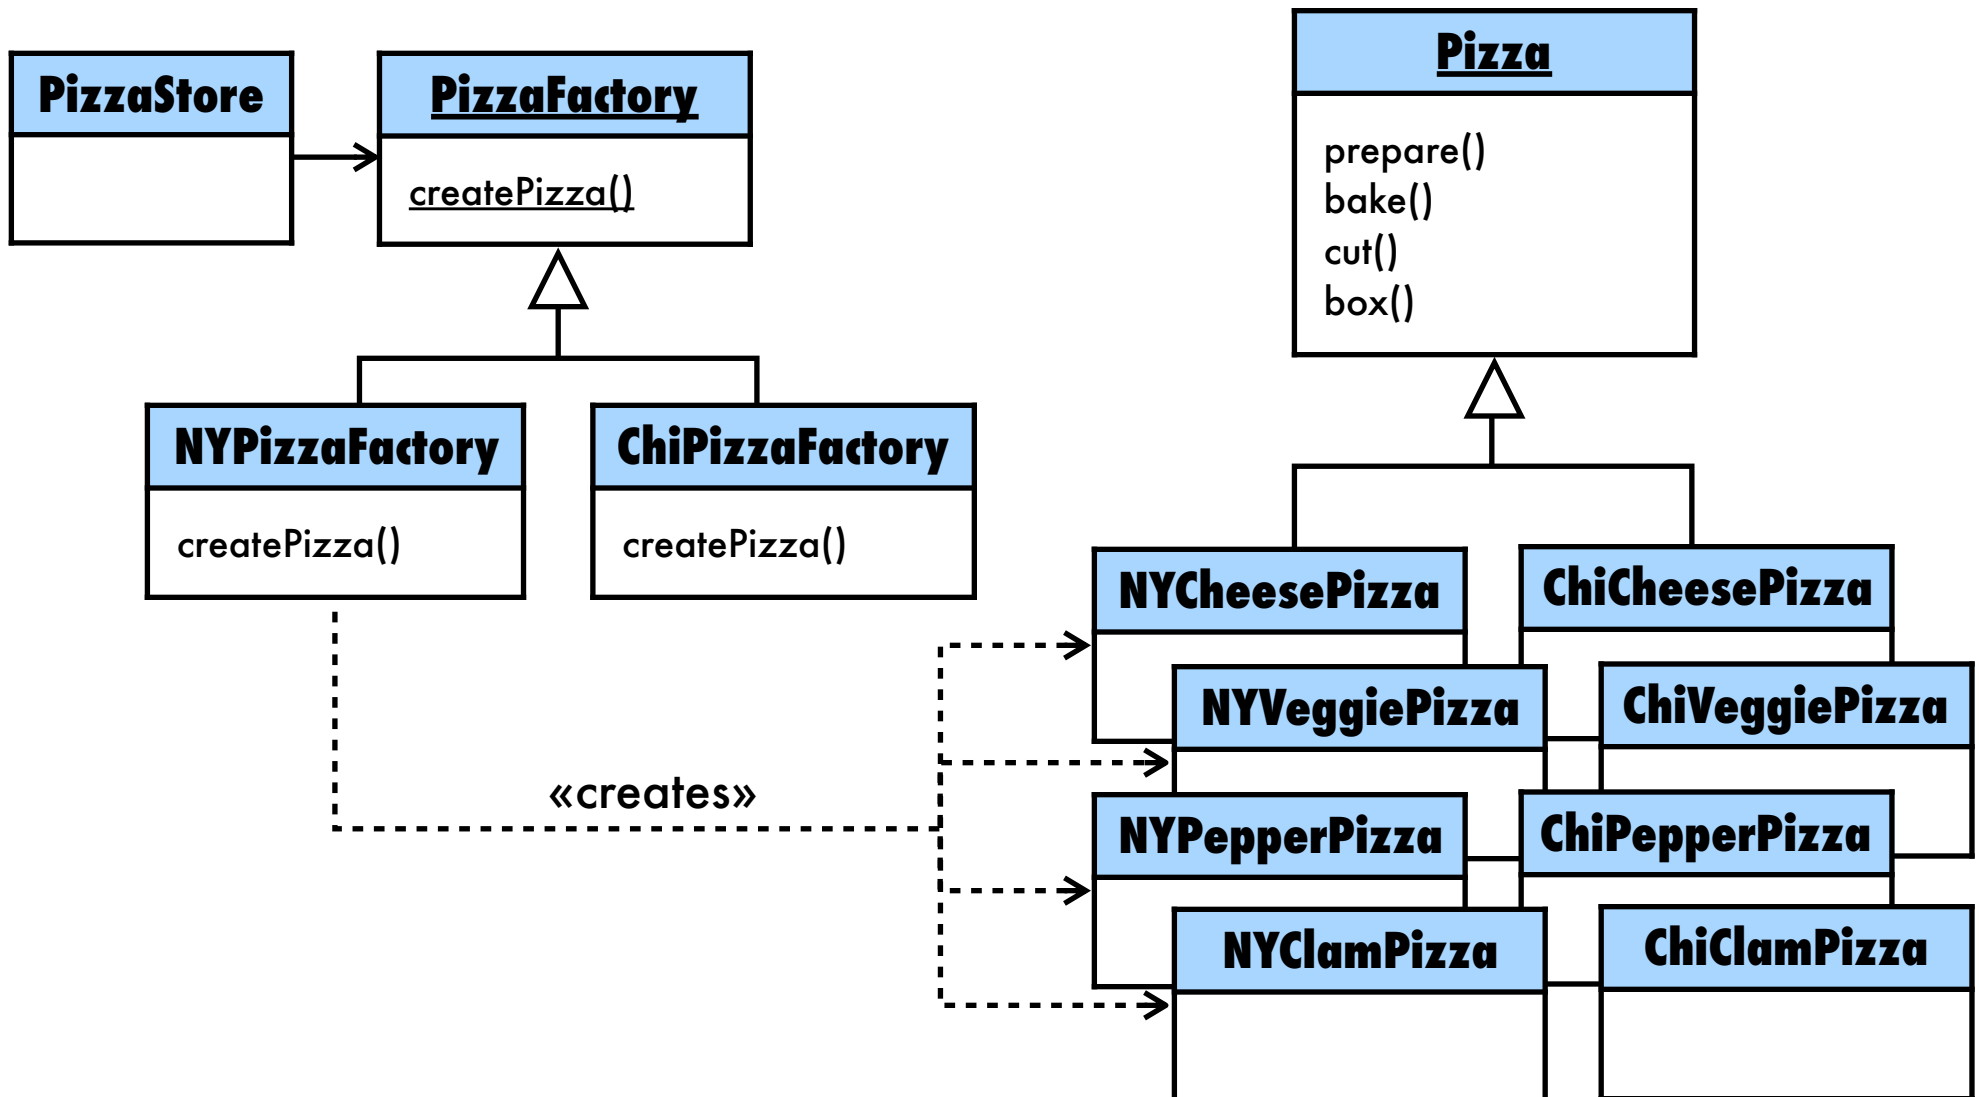 PizzaStore
PizzaFactory
createPizza()
NYPizzaFactory
createPizza()
ChiPizzaFactory
createPizza()
«creates»
Pizza
prepare()
bake()
cut()
box()
NYCheesePizza
ChiCheesePizza
NYVeggiePizza
ChiVeggiePizza
NYPepperPizza
ChiPepperPizza
NYClamPizza
ChiClamPizza